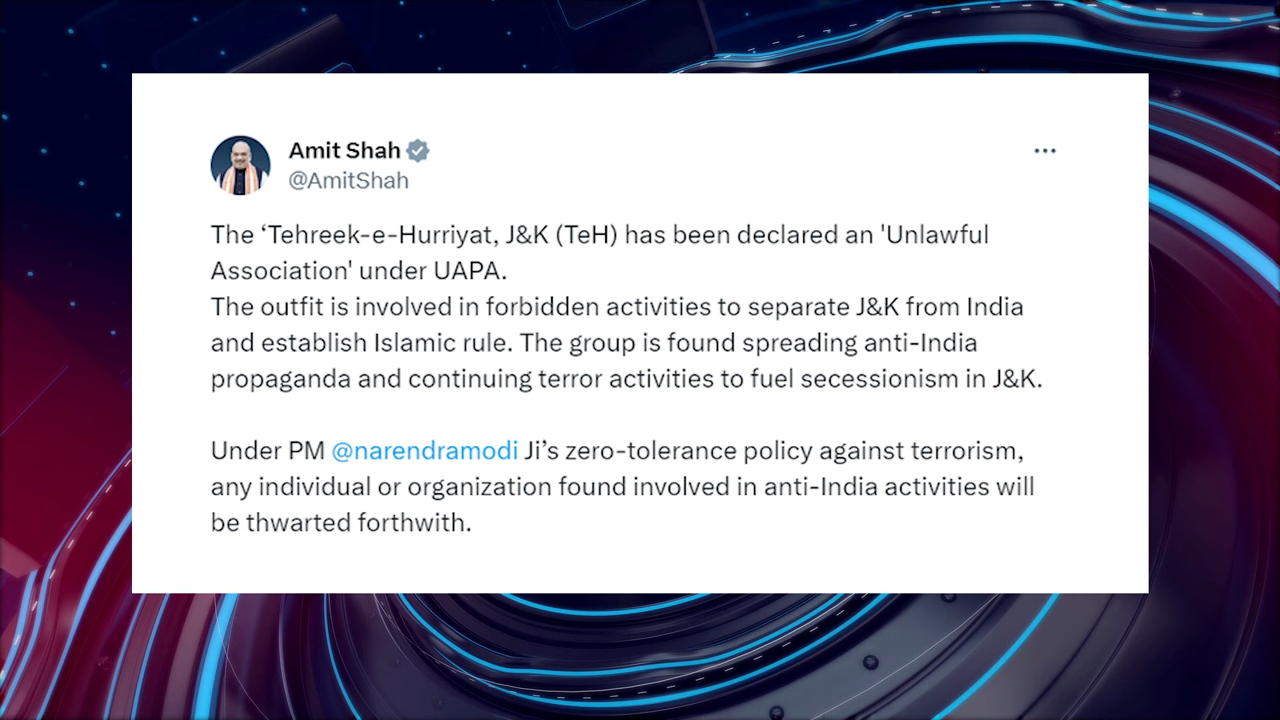 Amit Shah
@AmitShah
The ‘Tehreek-e-Hurriyat, J&K (TeH) has been declared an 'Unlawful
Association' under UAPA.
The outfit is involved in forbidden activities to separate J&K from India
and establish Islamic rule. The group is found spreading anti-India
propaganda and continuing terror activities to fuel secessionism in J&K.
Under PM @narendramodi Ji’s zero-tolerance policy against terrorism,
any individual or organization found involved in anti-India activities will
be thwarted forthwith.